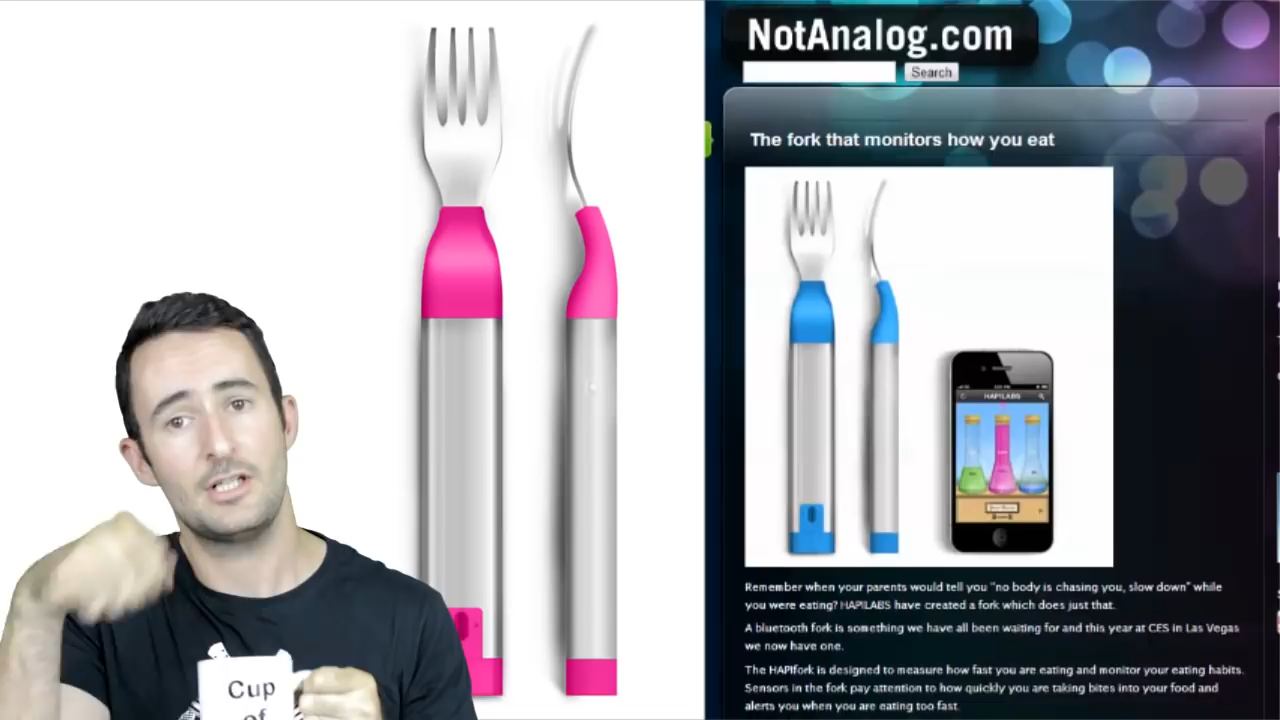 NotAnalog.com
Search
The fork that monitors how you eat
HAPILABS
Remember when your parents would tell you "no body is chasing you, slow down" while
you were eating? HAPILABS have created a fork which does just that.
A bluetooth fork is something we have all been waiting for and this year at CES in Las Vegas
we now have one.
The HAPIfork is designed to measure how fast you are eating and monitor your eating habits.
Sensors in the fork pay attention to how quickly you are taking bites into your food and
alerts you when you are eating too fast.
Cup
of